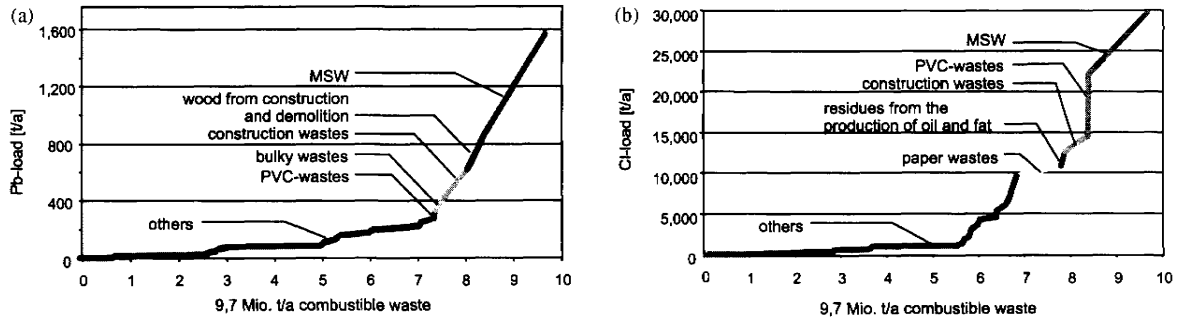 (a)
1,600
1,200
800
400
0
Pb-load [t/a]
MSW
wood from construction
and demolition
construction wastes
bulky wastes
PVC-wastes
others
0 1 2 3 4 5 6 7 8 9 10
9,7 Mio. t/a combustible waste
(b)
30,000
25,000
20,000
15,000
10,000
5,000
0
Cl-load [t/a]
MSW
PVC-wastes
construction wastes
residues from the
production of oil and fat
paper wastes
others
0 1 2 3 4 5 6 7 8 9 10
9,7 Mio. t/a combustible waste